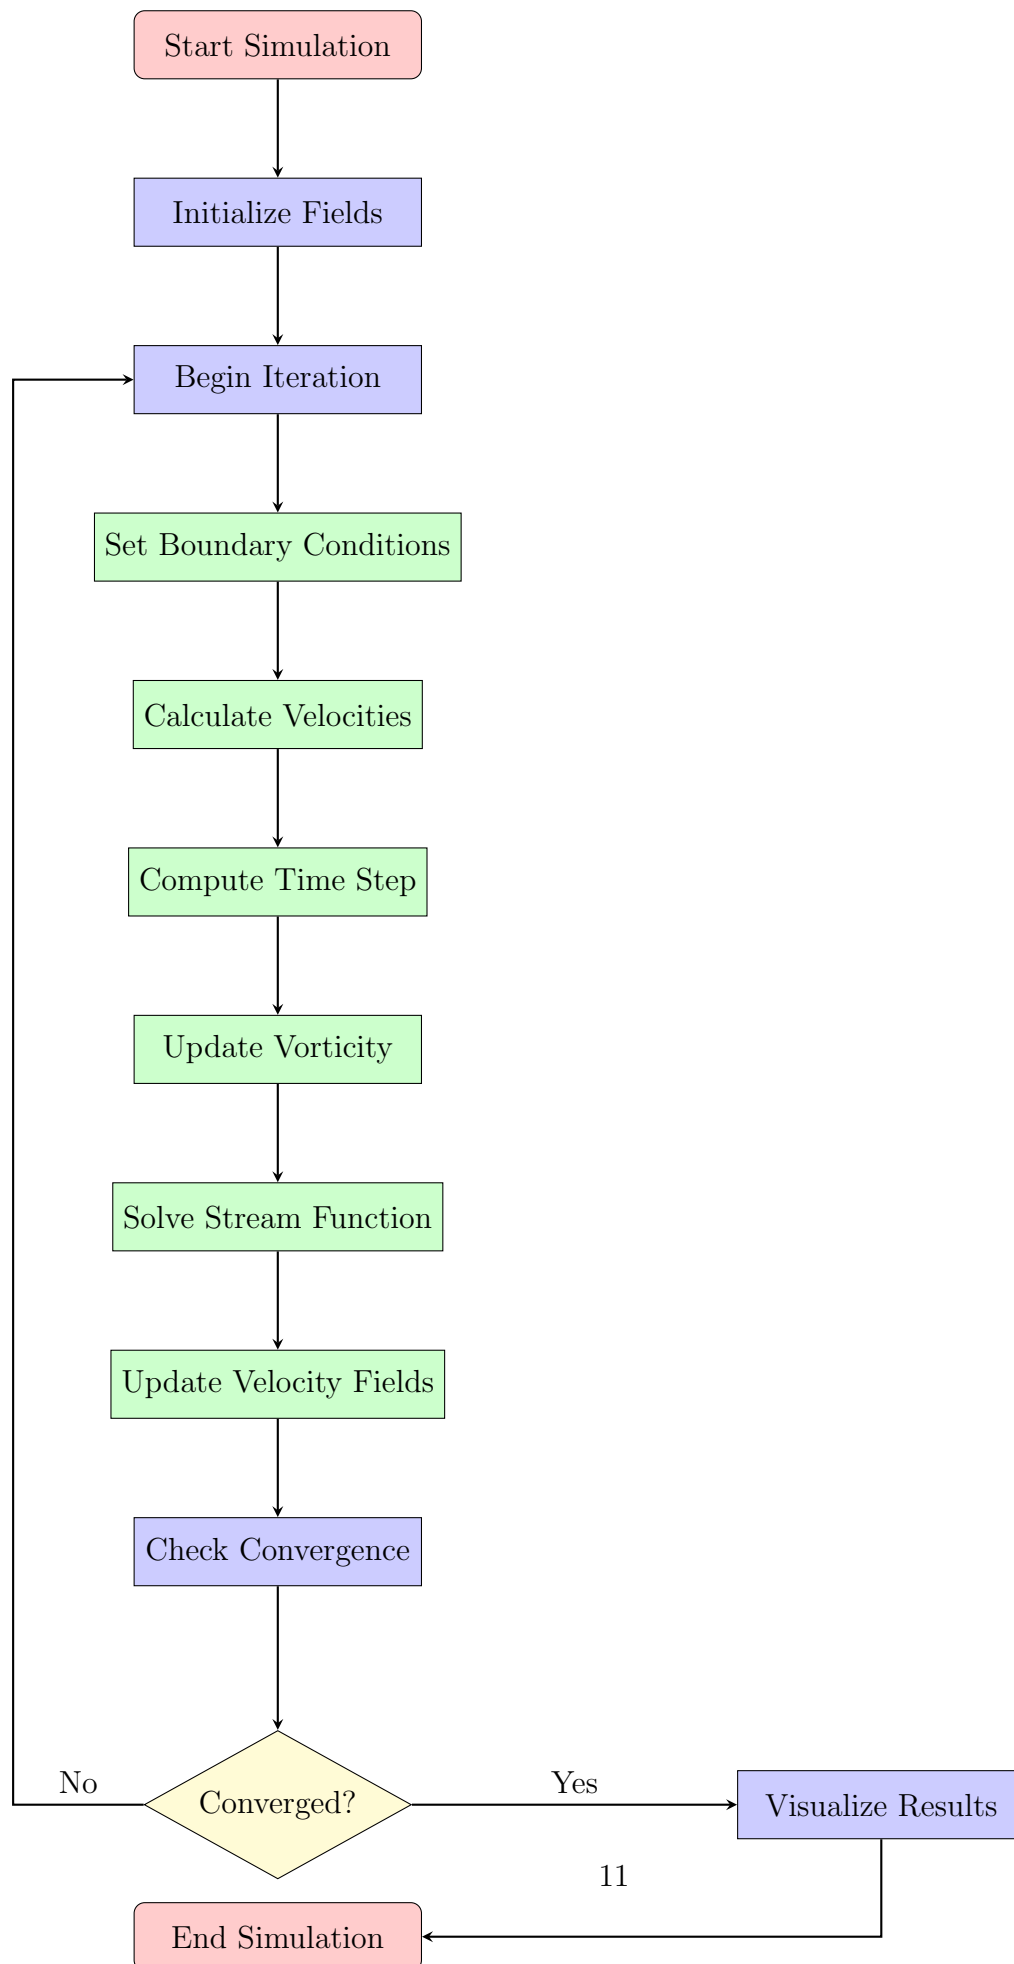 Start Simulation
Initialize Fields
Begin Iteration
Set Boundary Conditions
Calculate Velocities
Compute Time Step
Update Vorticity
Solve Stream Function
Update Velocity Fields
Check Convergence
No
Converged?
Yes
Visualize Results
11
End Simulation